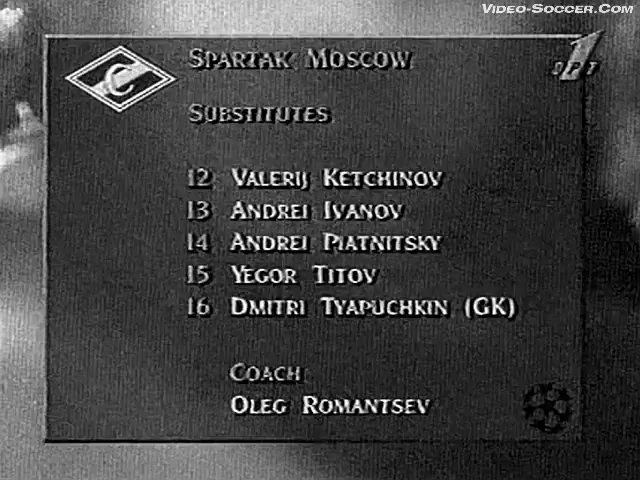 Video-Soccer.Com
Spartak Moscow
ОРТ
Substitutes
12 Valerij Ketchinov
13 Andrei Ivanov
14 Andrei Piatnitsky
15 Yegor Titov
16 Dmitri Tyapuchkin (GK)
Coach
Oleg Romantsev